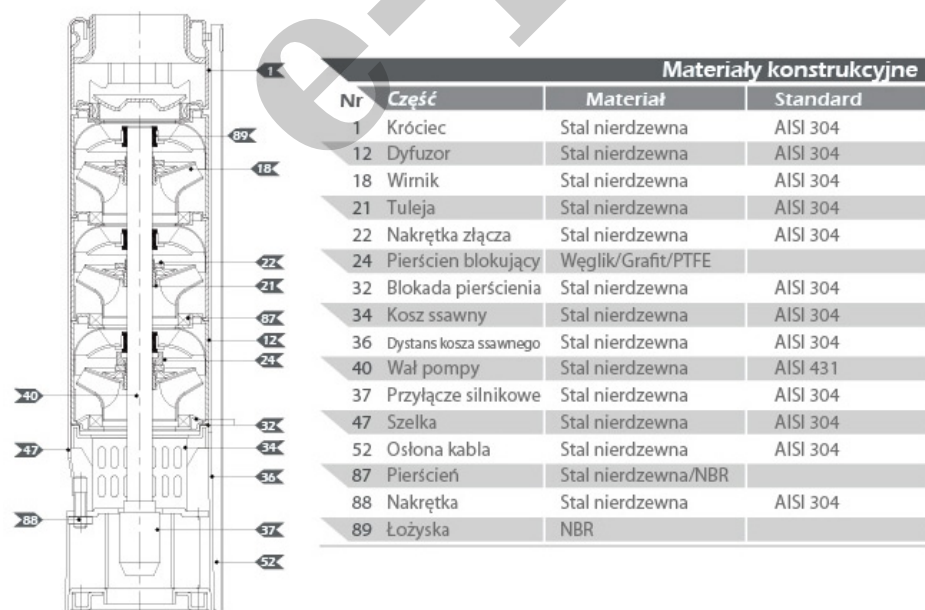 Materiały konstrukcyjne
Nr Część Materiał Standard
1 Króciec Stal nierdzewna AISI 304
12 Dyfuzor Stal nierdzewna AISI 304
18 Wirnik Stal nierdzewna AISI 304
21 Tuleja Stal nierdzewna AISI 304
22 Nakrętka złącza Stal nierdzewna AISI 304
24 Pierścien blokujący Węglik/Grafit/PTFE
32 Blokada pierścienia Stal nierdzewna AISI 304
34 Kosz ssawny Stal nierdzewna AISI 304
36 Dystans kosza ssawnego Stal nierdzewna AISI 304
40 Wał pompy Stal nierdzewna AISI 431
37 Przyłącze silnikowe Stal nierdzewna AISI 304
47 Szelka Stal nierdzewna AISI 304
52 Osłona kabla Stal nierdzewna AISI 304
87 Pierścień Stal nierdzewna/NBR
88 Nakrętka Stal nierdzewna AISI 304
89 Łożyska NBR
1
89
18
22
21
87
12
24
40
32
47
34
36
88
37
52
e-